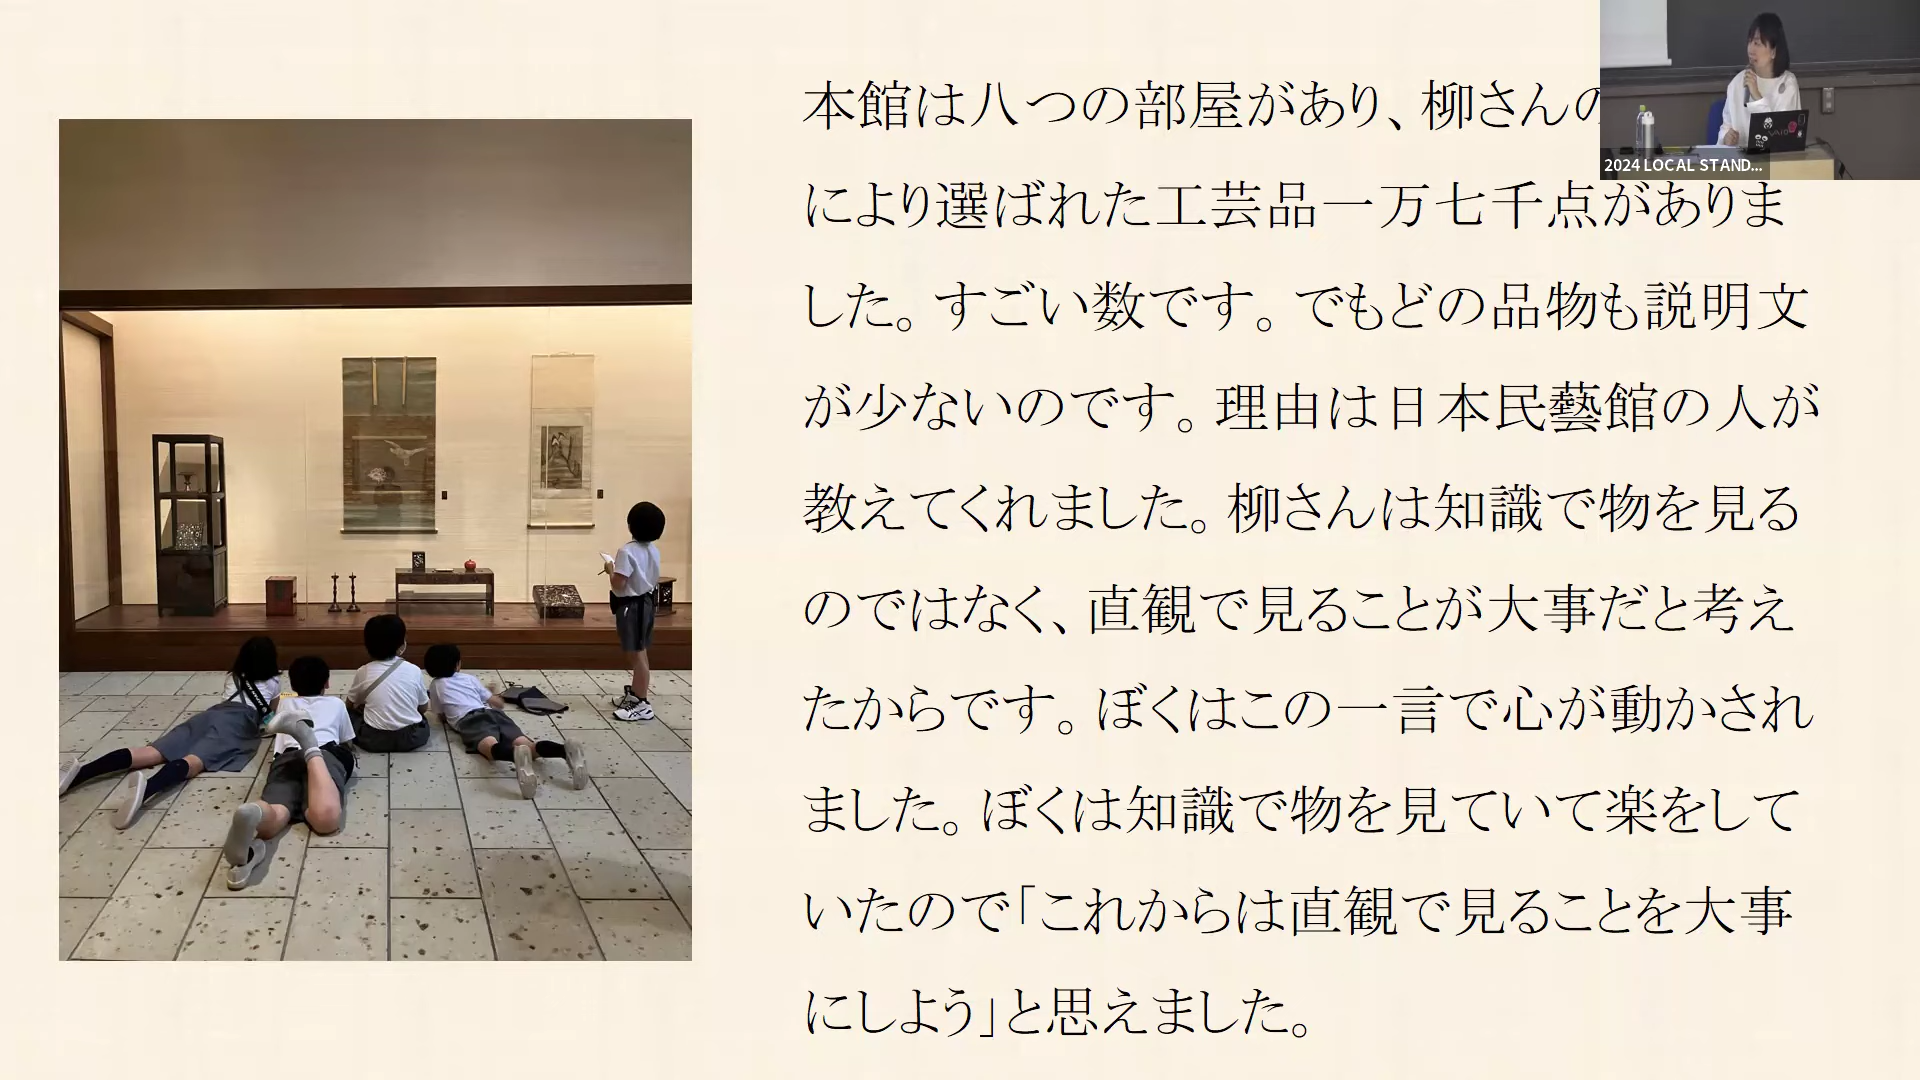 本館は八つの部屋があり、柳さんの
により選ばれた工芸品一万七千点がありま
した。すごい数です。でもどの品物も説明文
が少ないのです。理由は日本民藝館の人が
教えてくれました。柳さんは知識で物を見る
のではなく、直観で見ることが大事だと考え
たからです。ぼくはこの一言で心が動かされ
ました。ぼくは知識で物を見ていて楽をして
いたので「これからは直観で見ることを大事
にしよう」と思えました。
2024 LOCAL STAND...
VAIO